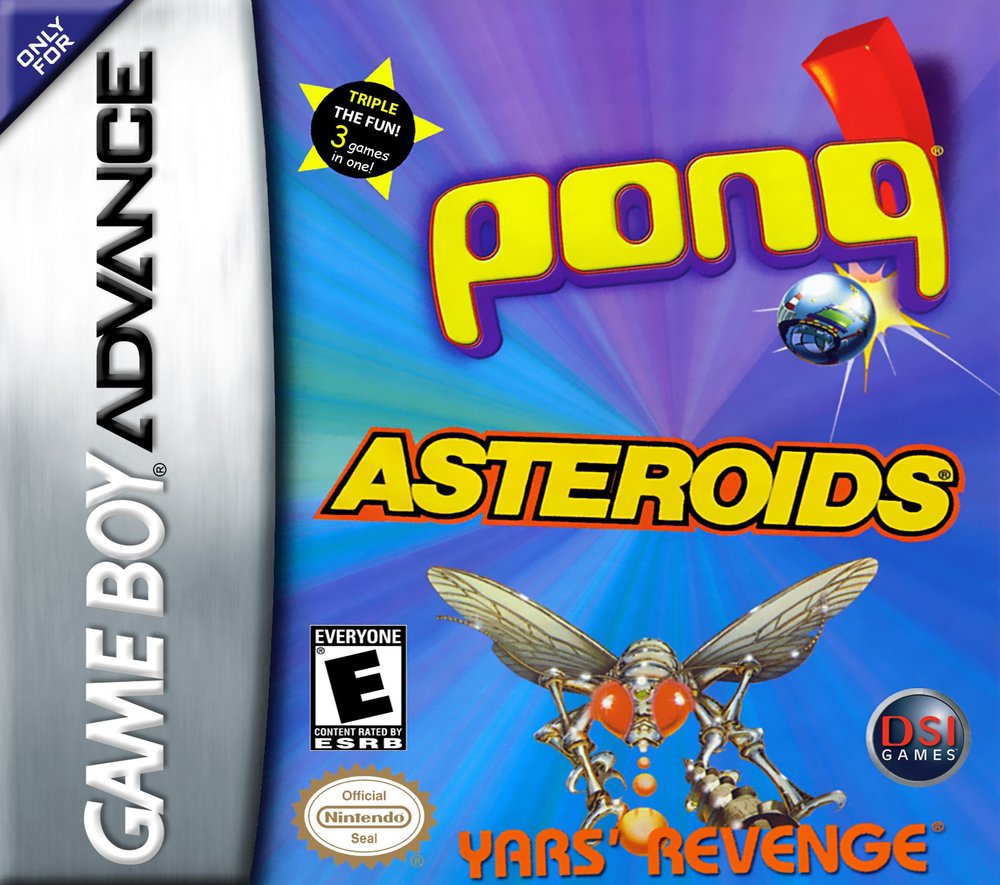 ONLY
FOR
GAME BOY® ADVANCE
TRIPLE
THE FUN!
3 games
in one!
pong®
ASTEROIDS®
EVERYONE
®
E
CONTENT RATED BY
ESRB
DSI
GAMES™
Official
Nintendo
Seal
®
YARS' REVENGE®